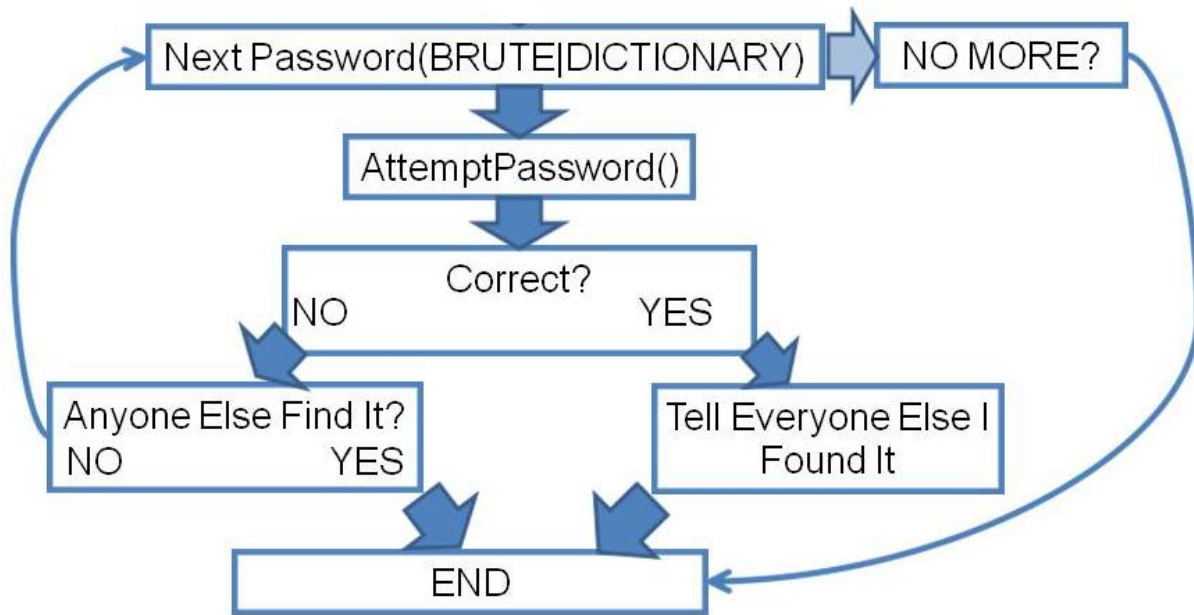 Next Password(BRUTE|DICTIONARY)
NO MORE?
AttemptPassword()
Correct?
NO YES
Anyone Else Find It?
NO YES
Tell Everyone Else I
Found It
END